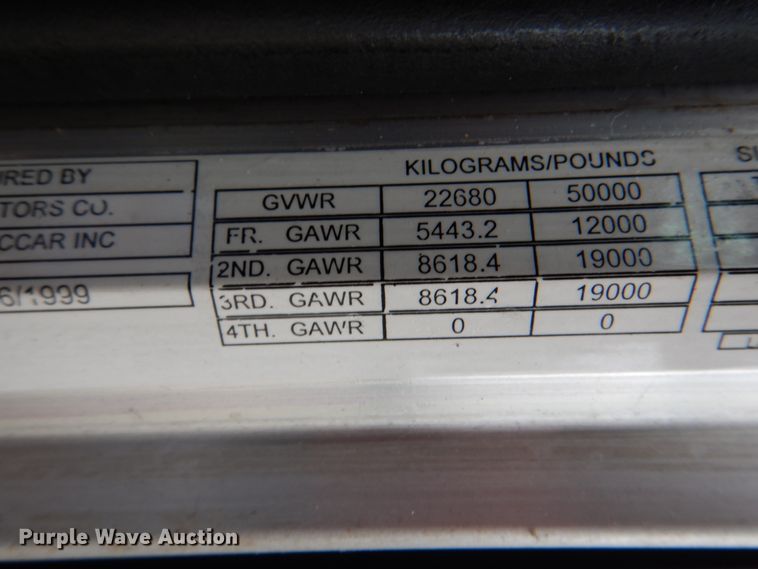 KILOGRAMS/POUNDS
URED BY
TORS CO.
CCAR INC
6/1999
GVWR 22680 50000
FR. GAWR 5443.2 12000
2ND. GAWR 8618.4 19000
3RD. GAWR 8618.4 19000
4TH. GAWR 0 0
Purple Wave Auction